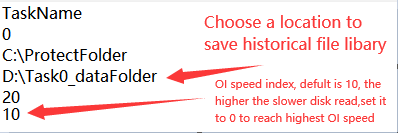 TaskName
0
C:\ProtectFolder
D:\Task0_dataFolder
20
10
Choose a location to
save historical file libary
OI speed index, defult is 10, the
higher the slower disk read,set it
to 0 to reach highest OI speed